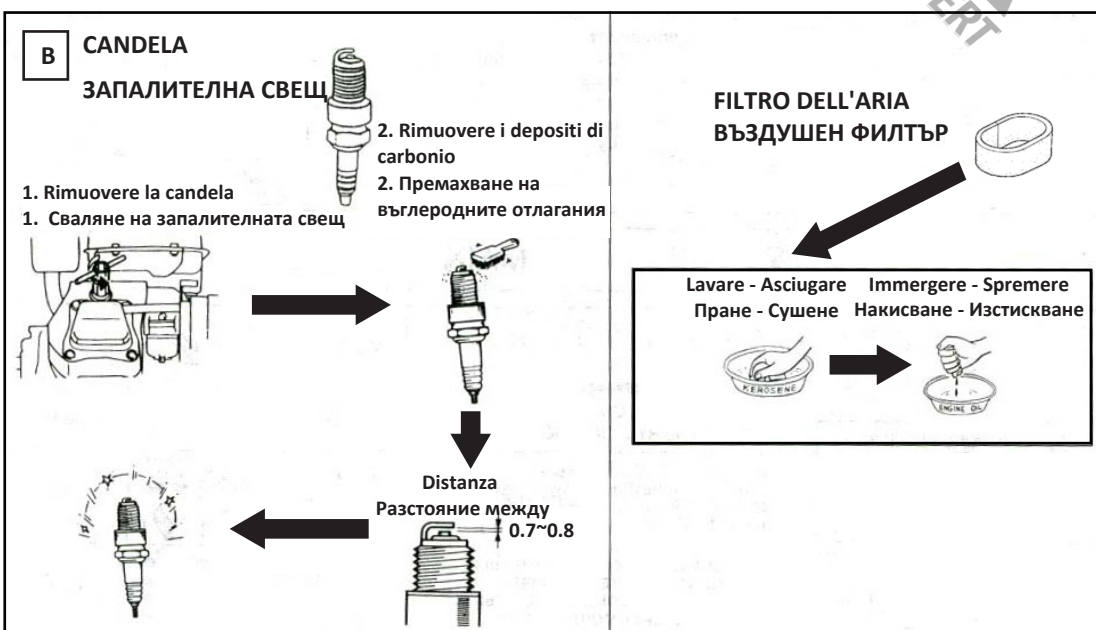 ERT
B
CANDELA
ЗАПАЛИТЕЛНА СВЕЩ
1. Rimuovere la candela
1. Сваляне на запалителната свещ
2. Rimuovere i depositi di
carbonio
2. Премахване на
въглеродните отлагания
Distanza
Разстояние между
0.7~0.8
FILTRO DELL'ARIA
ВЪЗДУШЕН ФИЛТЪР
Lavare - Asciugare
Пране - Сушене
KEROSENE
Immergere - Spremere
Накисване - Изстискване
ENGINE OIL